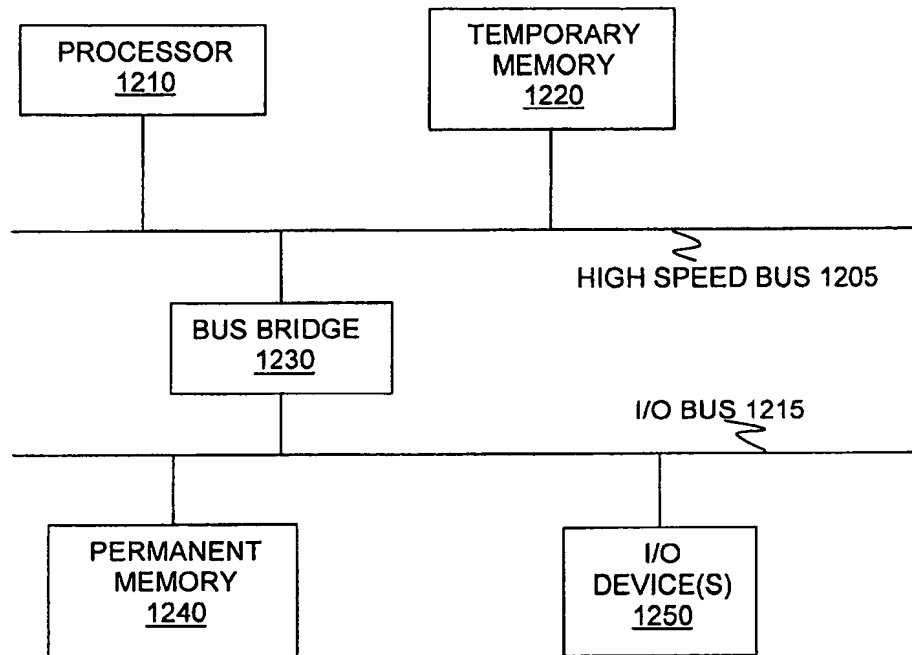 PROCESSOR
1210
TEMPORARY
MEMORY
1220
HIGH SPEED BUS 1205
BUS BRIDGE
1230
I/O BUS 1215
PERMANENT
MEMORY
1240
I/O
DEVICE(S)
1250